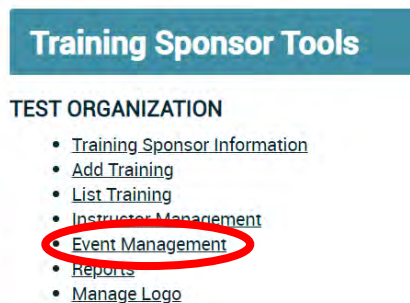 Training Sponsor Tools
TEST ORGANIZATION
Training Sponsor Information
Add Training
List Training
Instructor Management
Event Management
Reports
Manage Logo